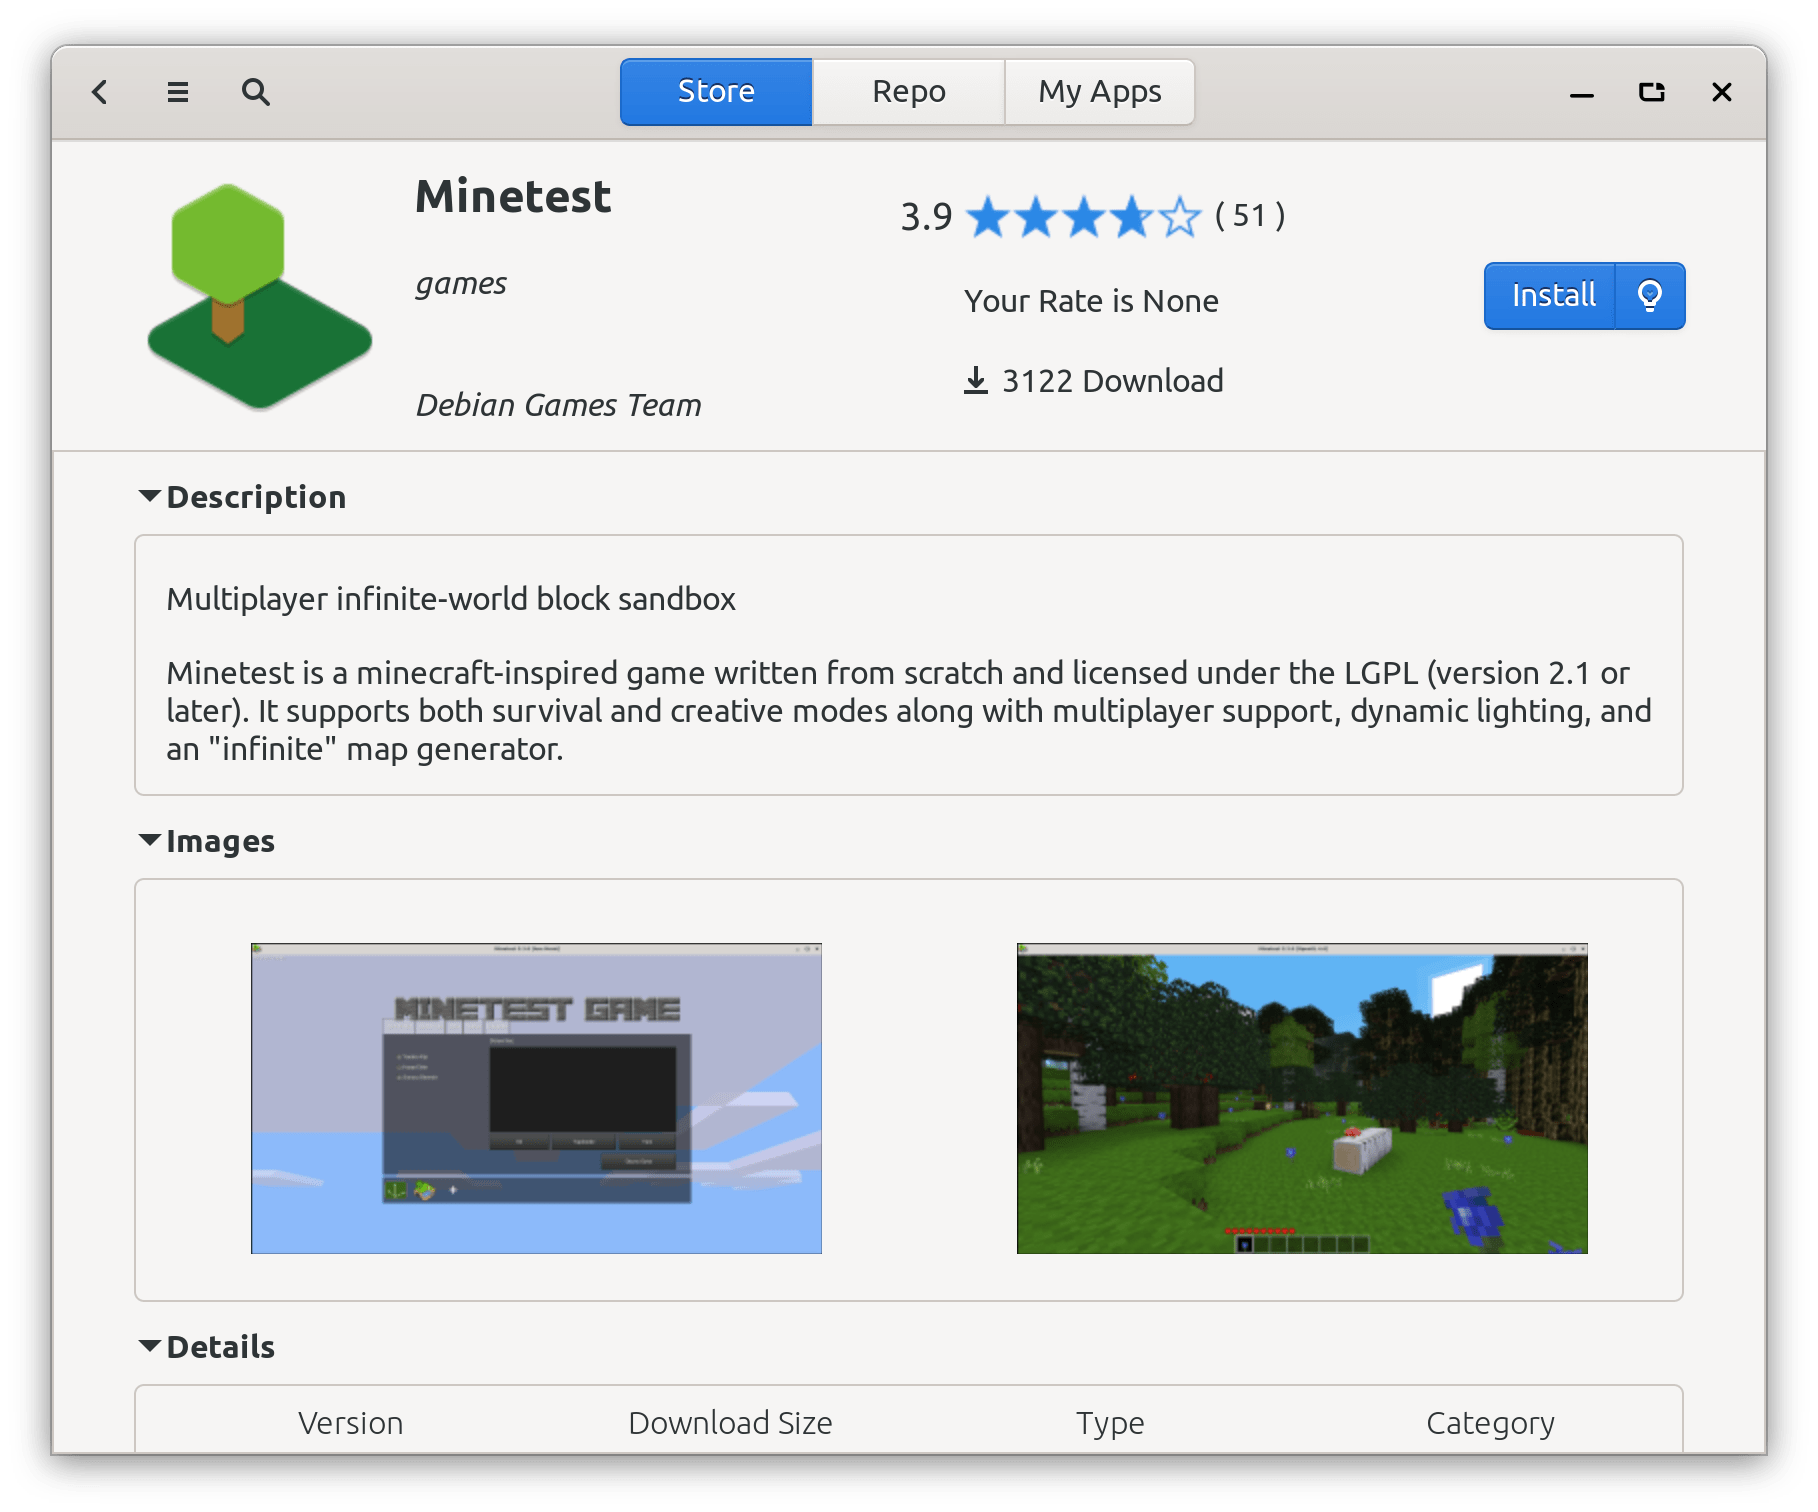 Store
Repo
My Apps
Minetest
games
Debian Games Team
3.9
( 51 )
Your Rate is None
3122 Download
Install
Description
Multiplayer infinite-world block sandbox
Minetest is a minecraft-inspired game written from scratch and licensed under the LGPL (version 2.1 or
later). It supports both survival and creative modes along with multiplayer support, dynamic lighting, and
an "infinite" map generator.
Images
MINETEST GAME
Details
Version
Download Size
Type
Category